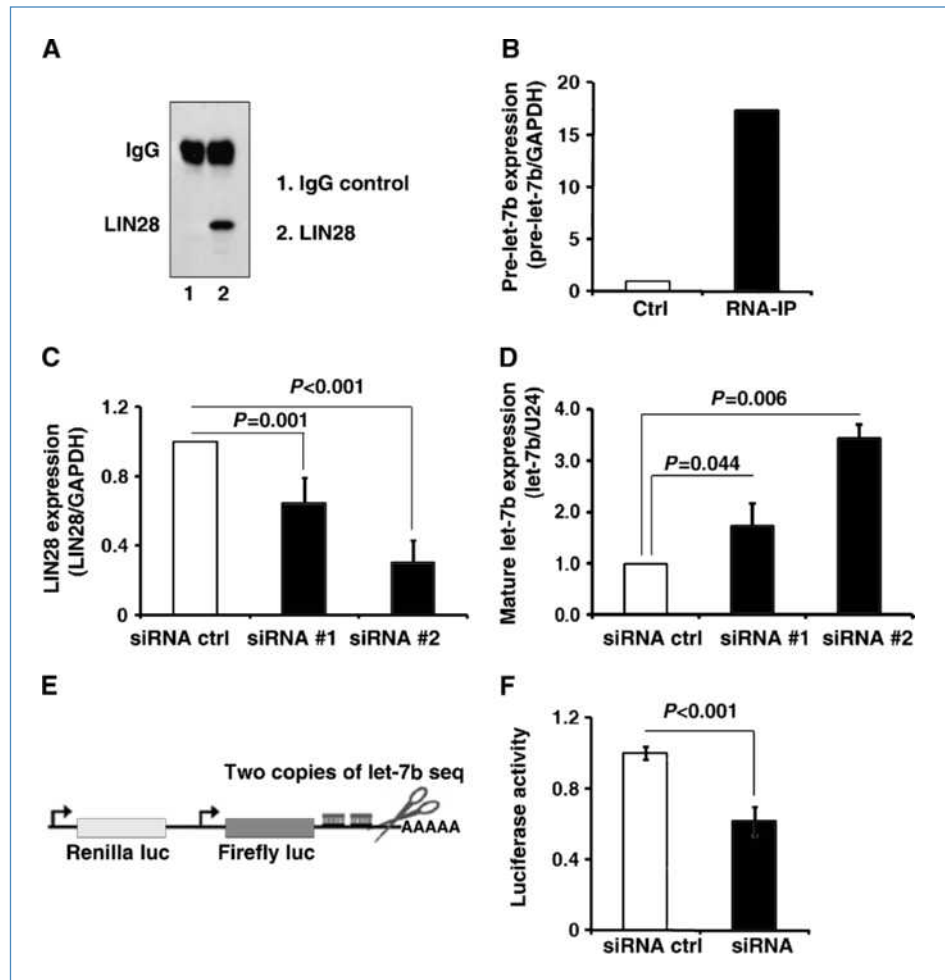 A
IgG
LIN28
1. IgG control
2. LIN28
1 2
B
Pre-let-7b expression
(pre-let-7b/GAPDH)
20
15
10
5
0
Ctrl RNA-IP
C
LIN28 expression
(LIN28/GAPDH)
P<0.001
P=0.001
1.2
0.8
0.4
0
siRNA ctrl siRNA #1 siRNA #2
D
Mature let-7b expression
(let-7b/U24)
P=0.006
P=0.044
4.0
3.0
2.0
1.0
0.0
siRNA ctrl siRNA #1 siRNA #2
E
Two copies of let-7b seq
AAAAA
Renilla luc Firefly luc
F
Luciferase activity
P<0.001
1.2
0.8
0.4
0
siRNA ctrl siRNA